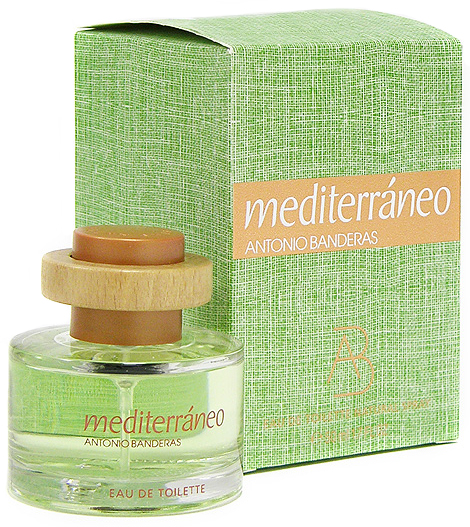 mediterráneo
ANTONIO BANDERAS
AB
mediterráneo
ANTONIO BANDERAS
EAU DE TOILETTE